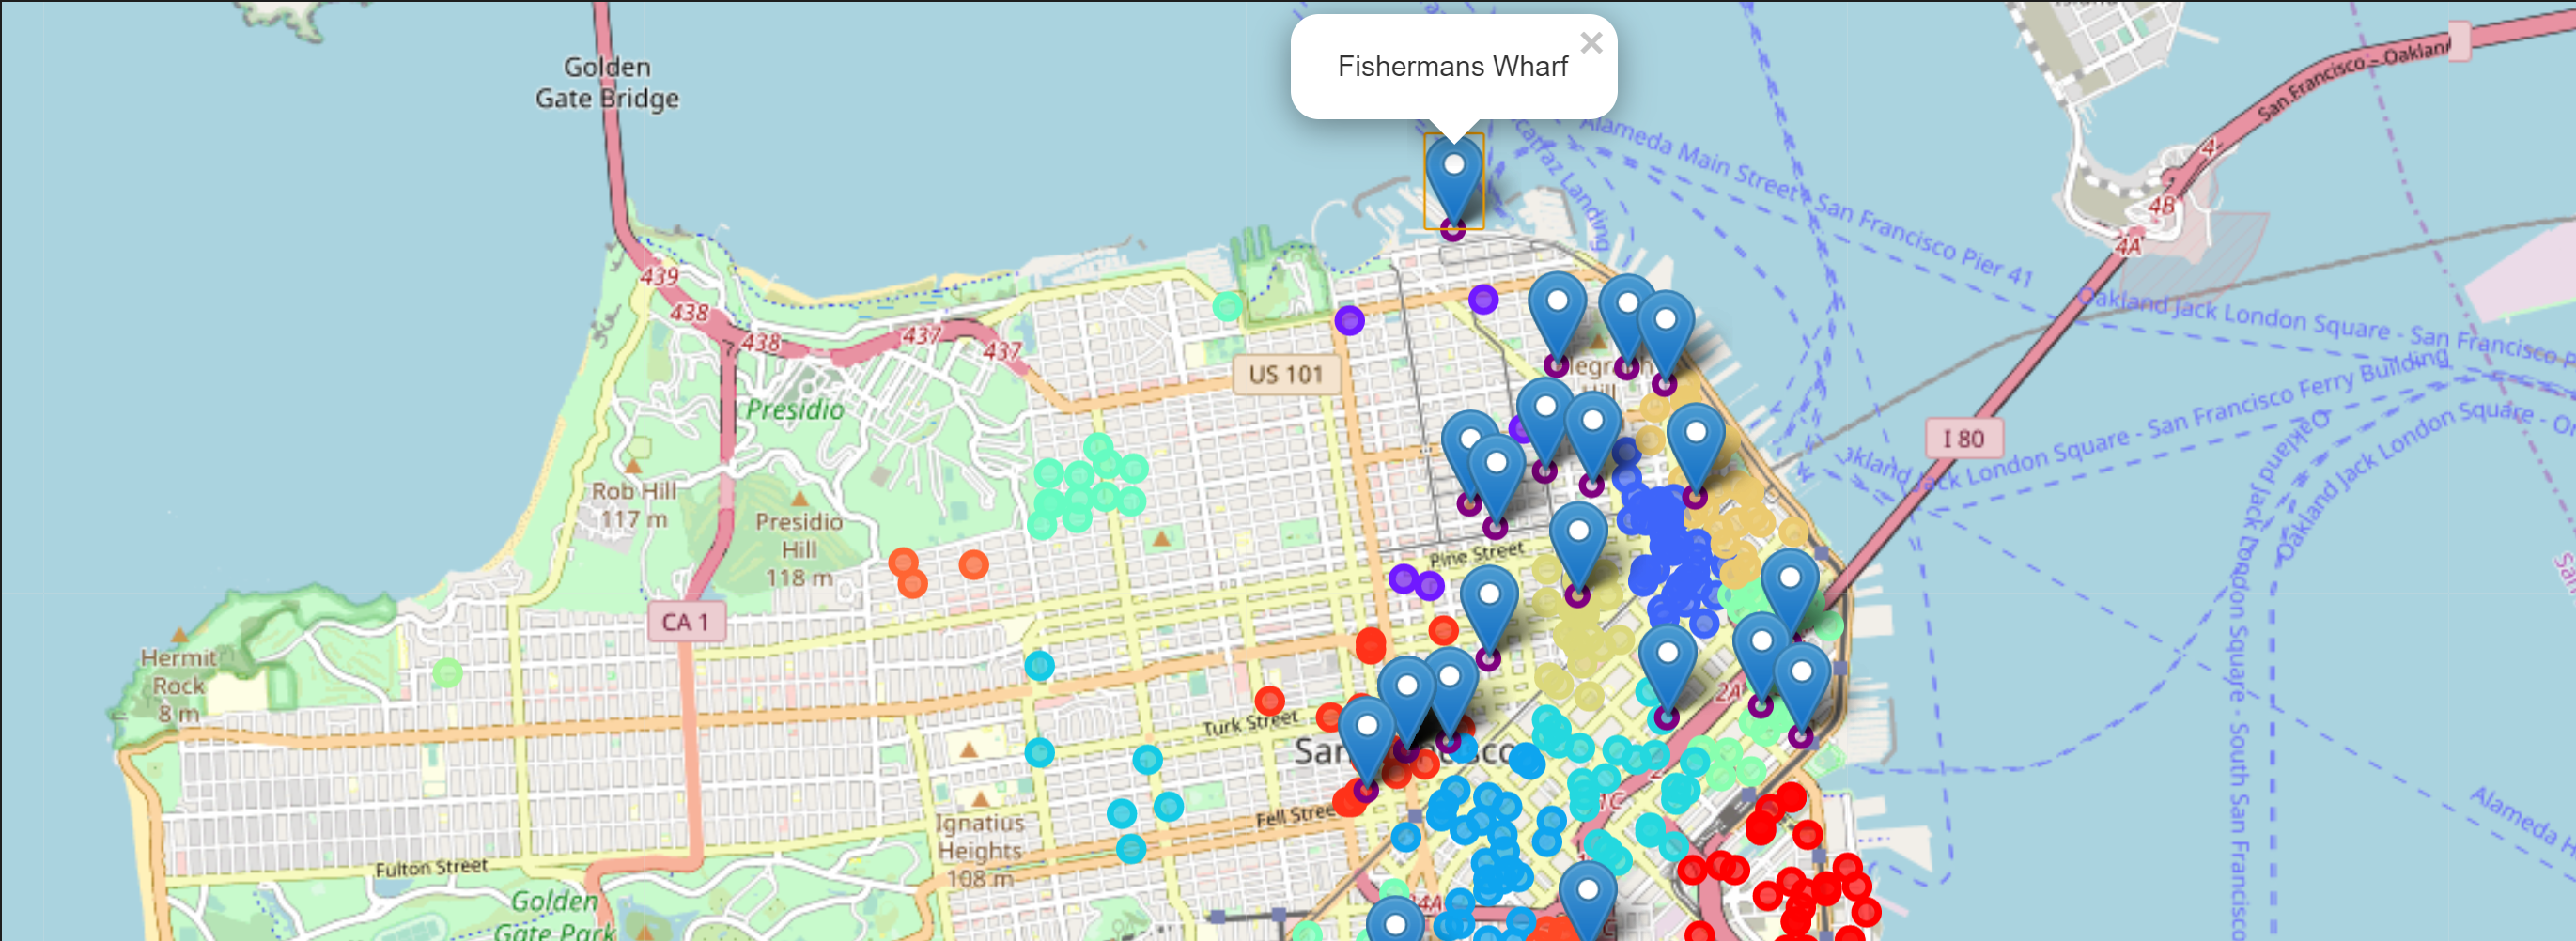 Golden
Gate Bridge
Fishermans Wharf
×
San Francisco - Oakland
4
4B
4A
Alameda Main Street - San Francisco Pier 41
catraz Landing
Oakland Jack London Square - San Francisco
439
438
438
437
437
7
Presidio
US 101
I 80
Oakland Jack London Square - San Francisco Ferry Building
Oakland Jack London Square
Rob Hill
117 m
Presidio
Hill
118 m
Pine Street
CA 1
Hermit
Rock
8 m
Turk Street
2A
1C
Fell Street
Ignatius
Heights
108 m
Fulton Street
Golden
Gate Park
Oakland Jack London Square - South San Francisco
Alameda